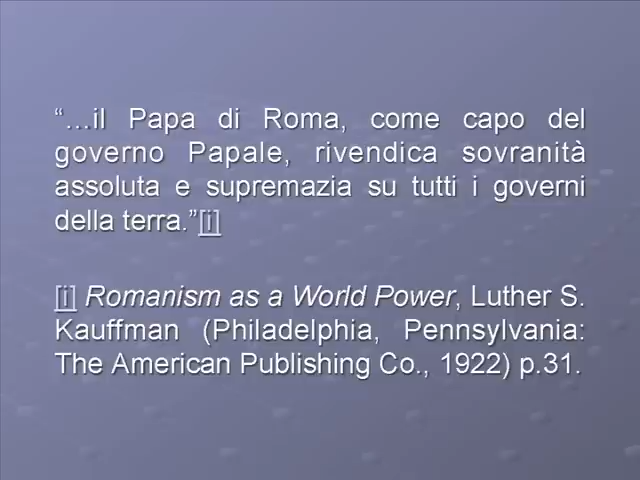 “...il Papa di Roma, come capo del
governo Papale, rivendica sovranità
assoluta e supremazia su tutti i governi
della terra.”[i]
[i] Romanism as a World Power, Luther S.
Kauffman (Philadelphia, Pennsylvania:
The American Publishing Co., 1922) p.31.